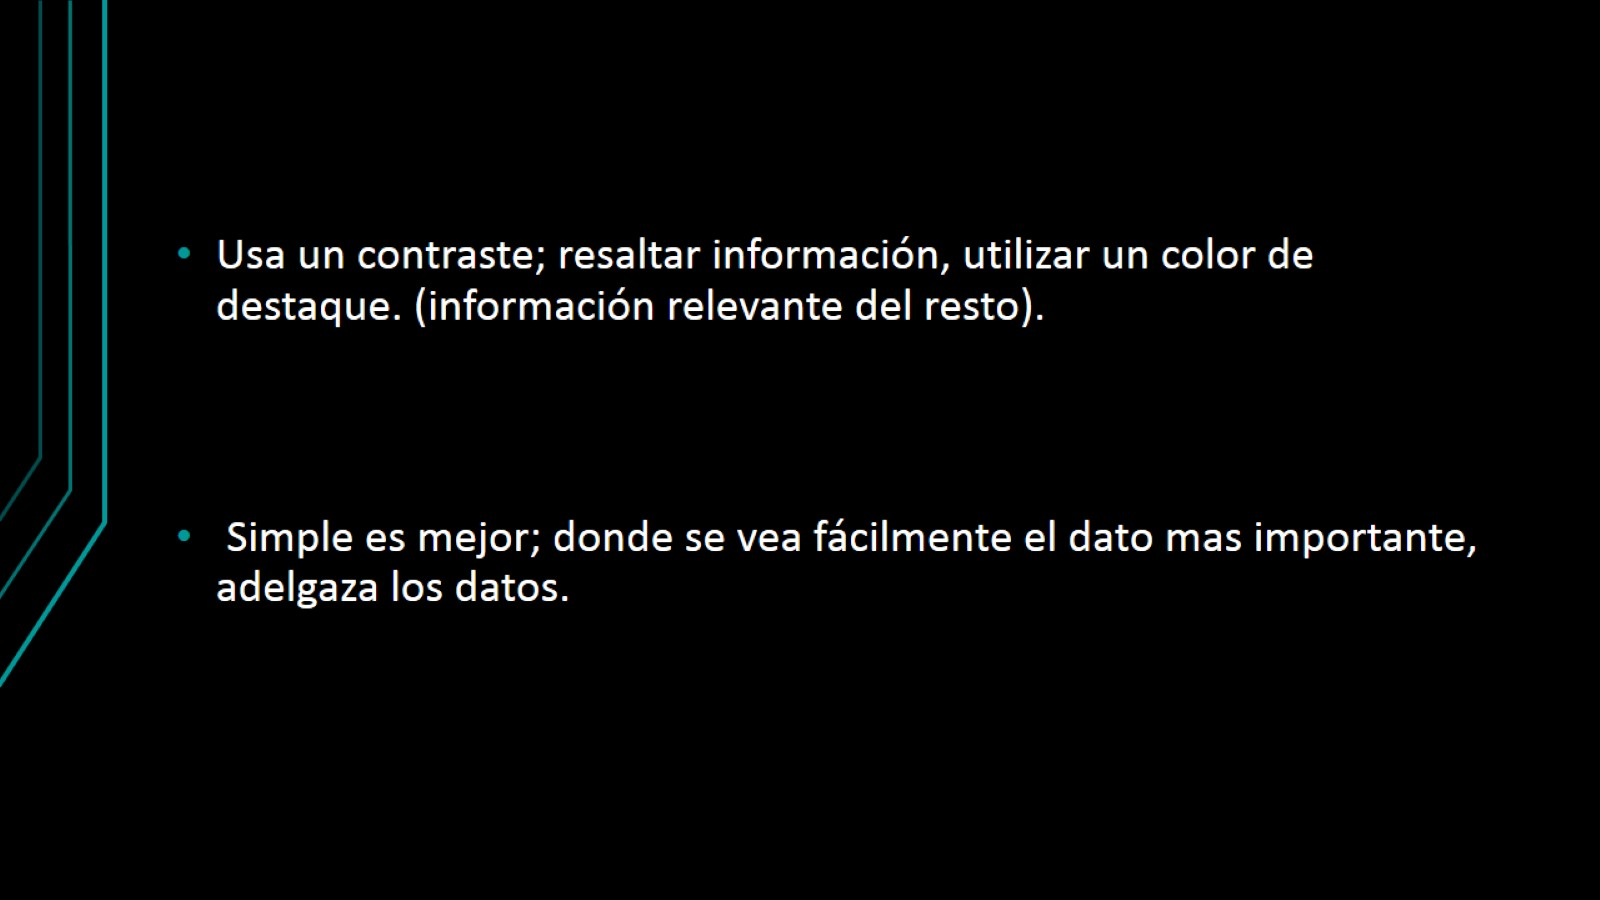 • Usa un contraste; resaltar información, utilizar un color de
destaque. (información relevante del resto).
• Simple es mejor; donde se vea fácilmente el dato mas importante,
adelgaza los datos.